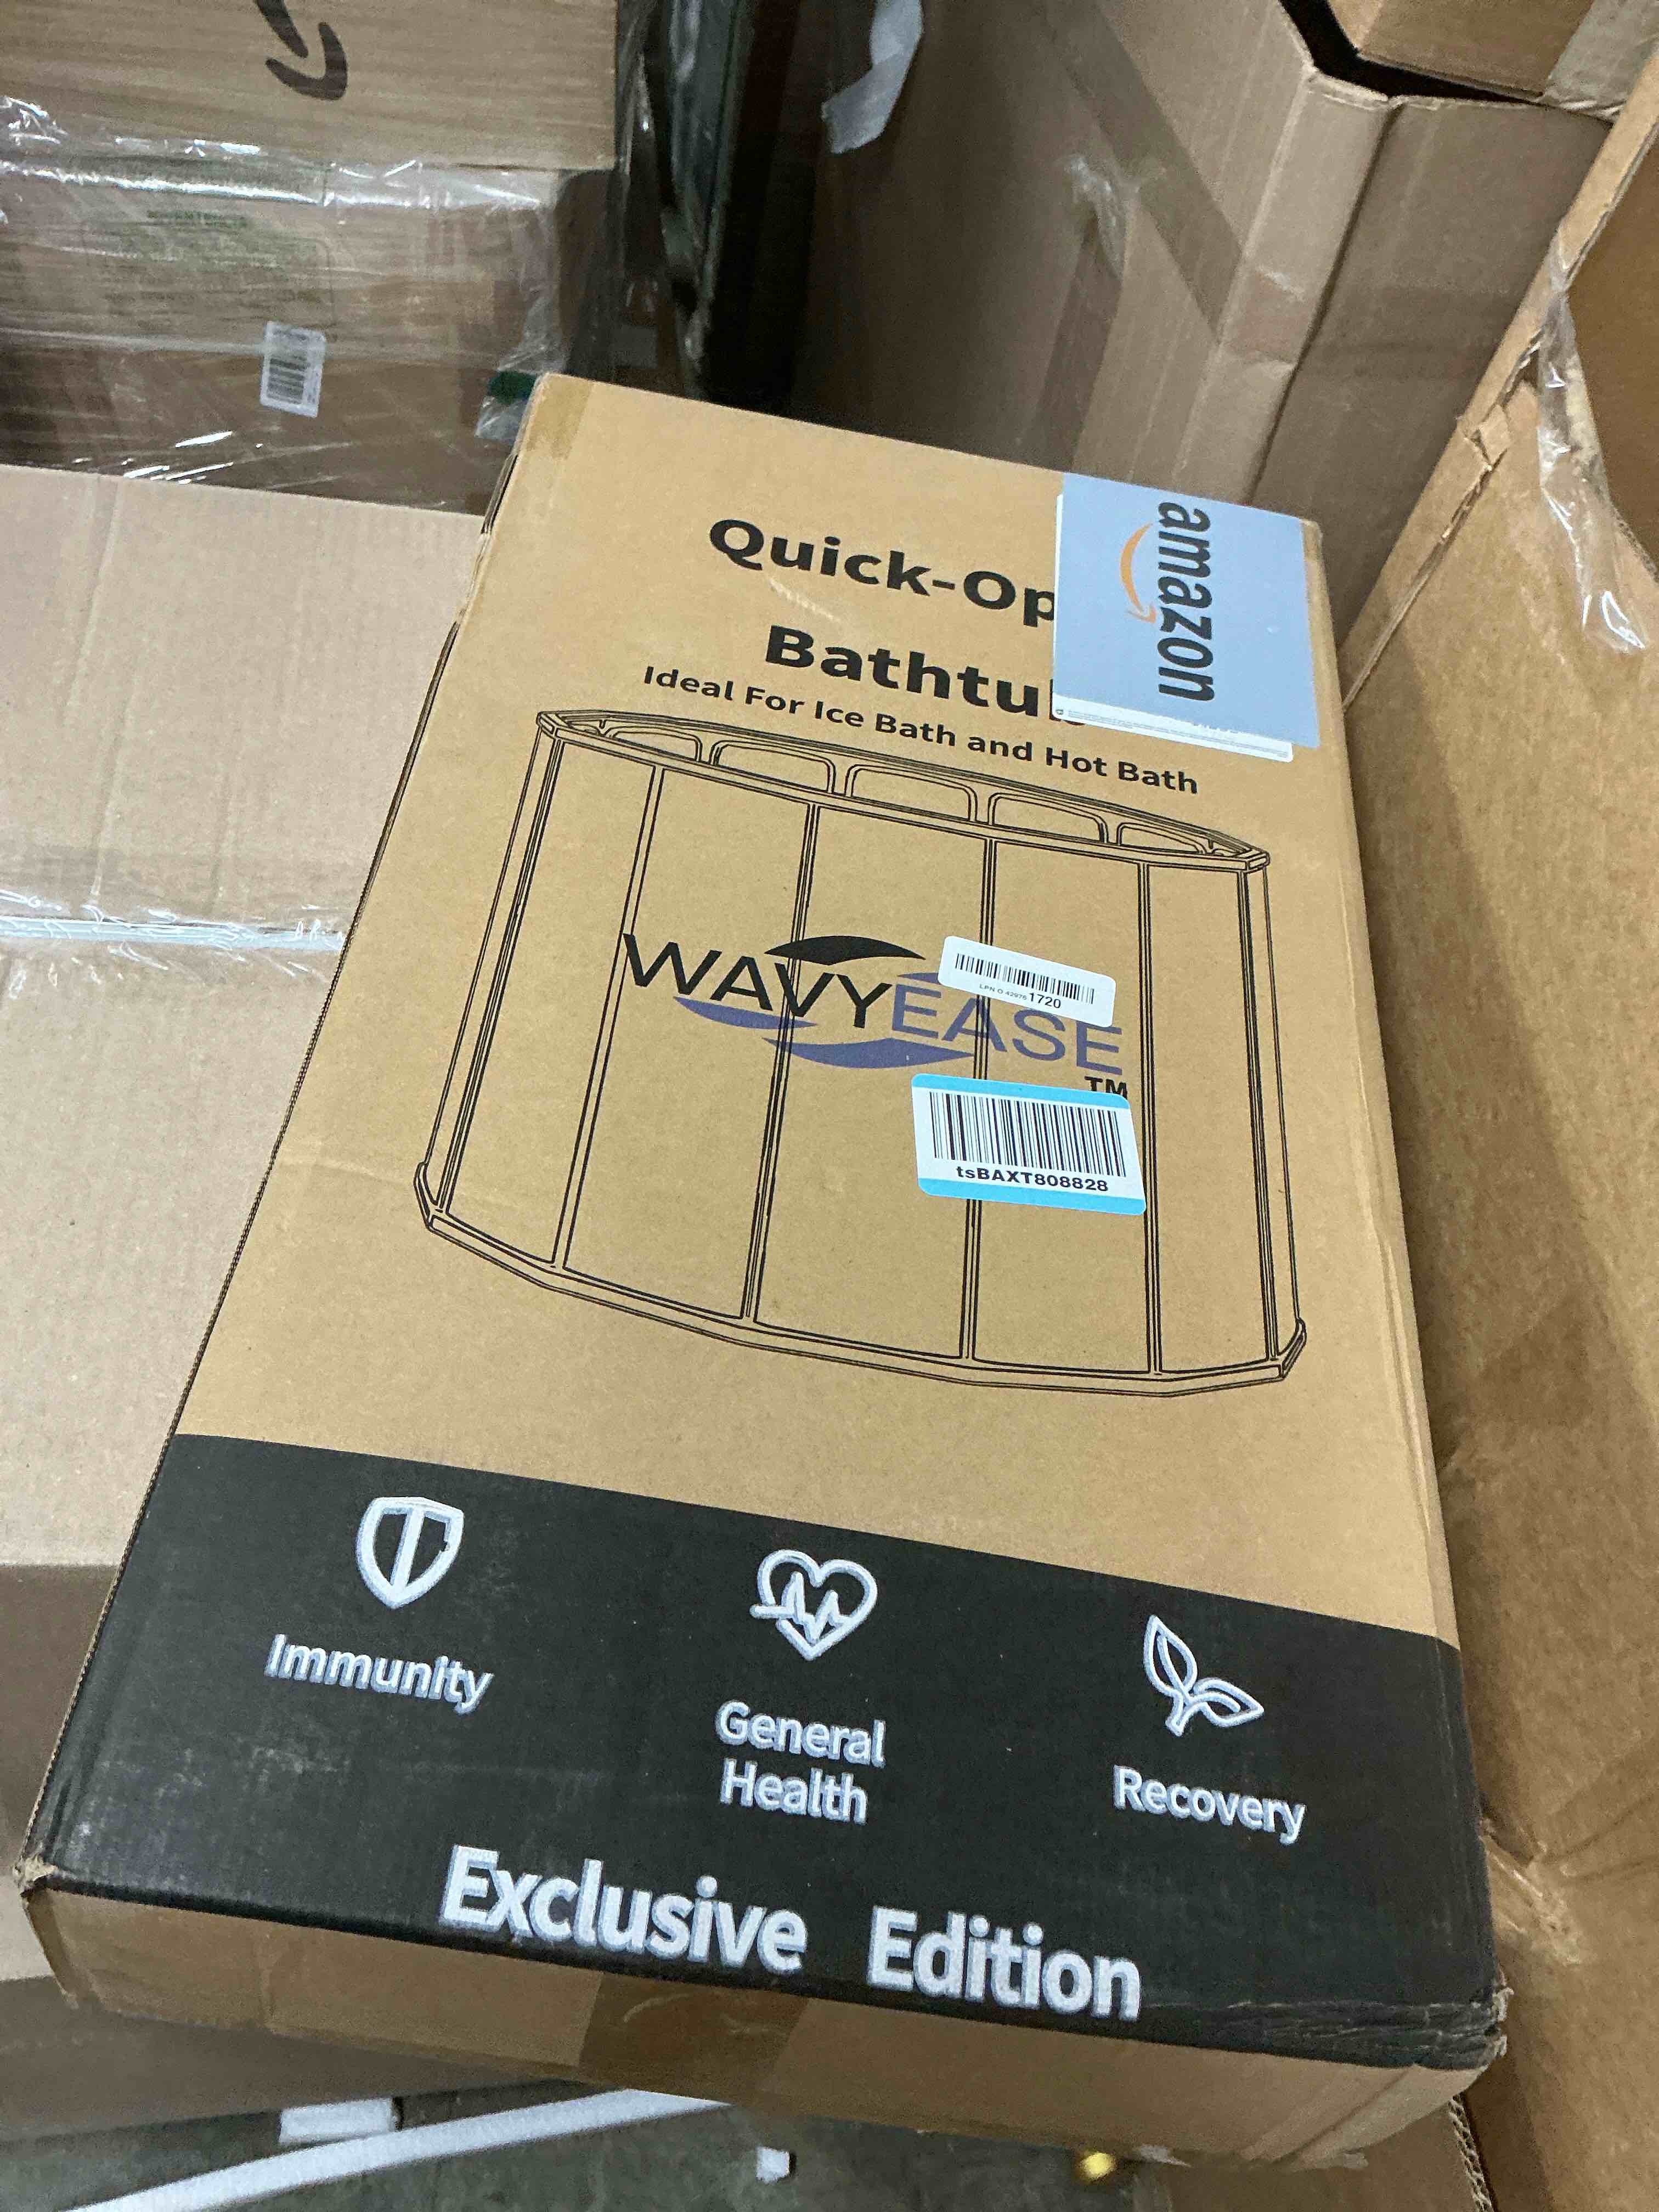 Quick-Op
amazon
Bathtu
Ideal For Ice Bath and Hot Bath
WAVYEASE
TM
1720
tsBAXT808828
Immunity
General
Health
Recovery
Exclusive Edition